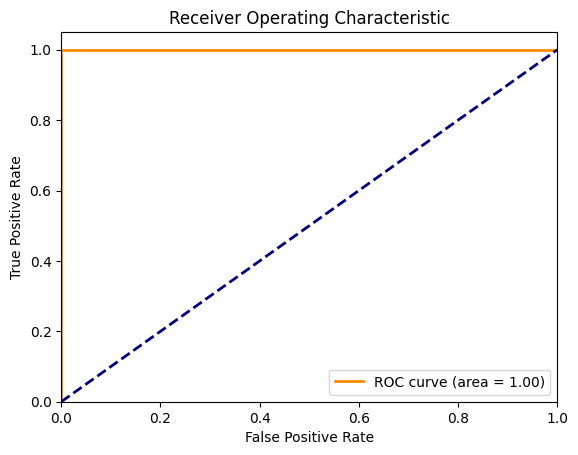 Receiver Operating Characteristic
True Positive Rate
1.0
0.8
0.6
0.4
0.2
0.0
0.0 0.2 0.4 0.6 0.8 1.0
False Positive Rate
ROC curve (area = 1.00)